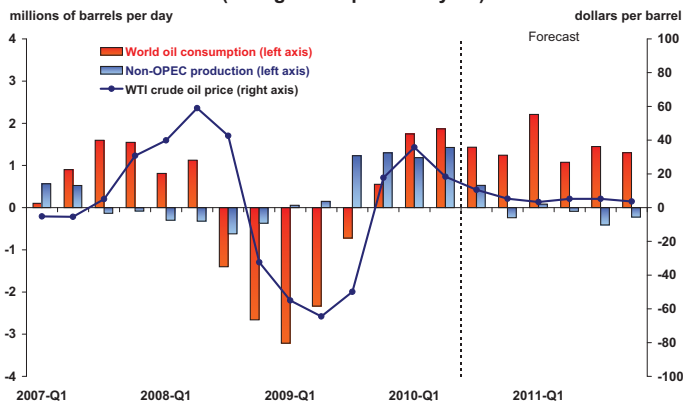 millions of barrels per day
dollars per barrel
Forecast
World oil consumption (left axis)
Non-OPEC production (left axis)
WTI crude oil price (right axis)
4
3
2
1
0
-1
-2
-3
-4
100
80
60
40
20
0
-20
-40
-60
-80
-100
2007-Q1
2008-Q1
2009-Q1
2010-Q1
2011-Q1